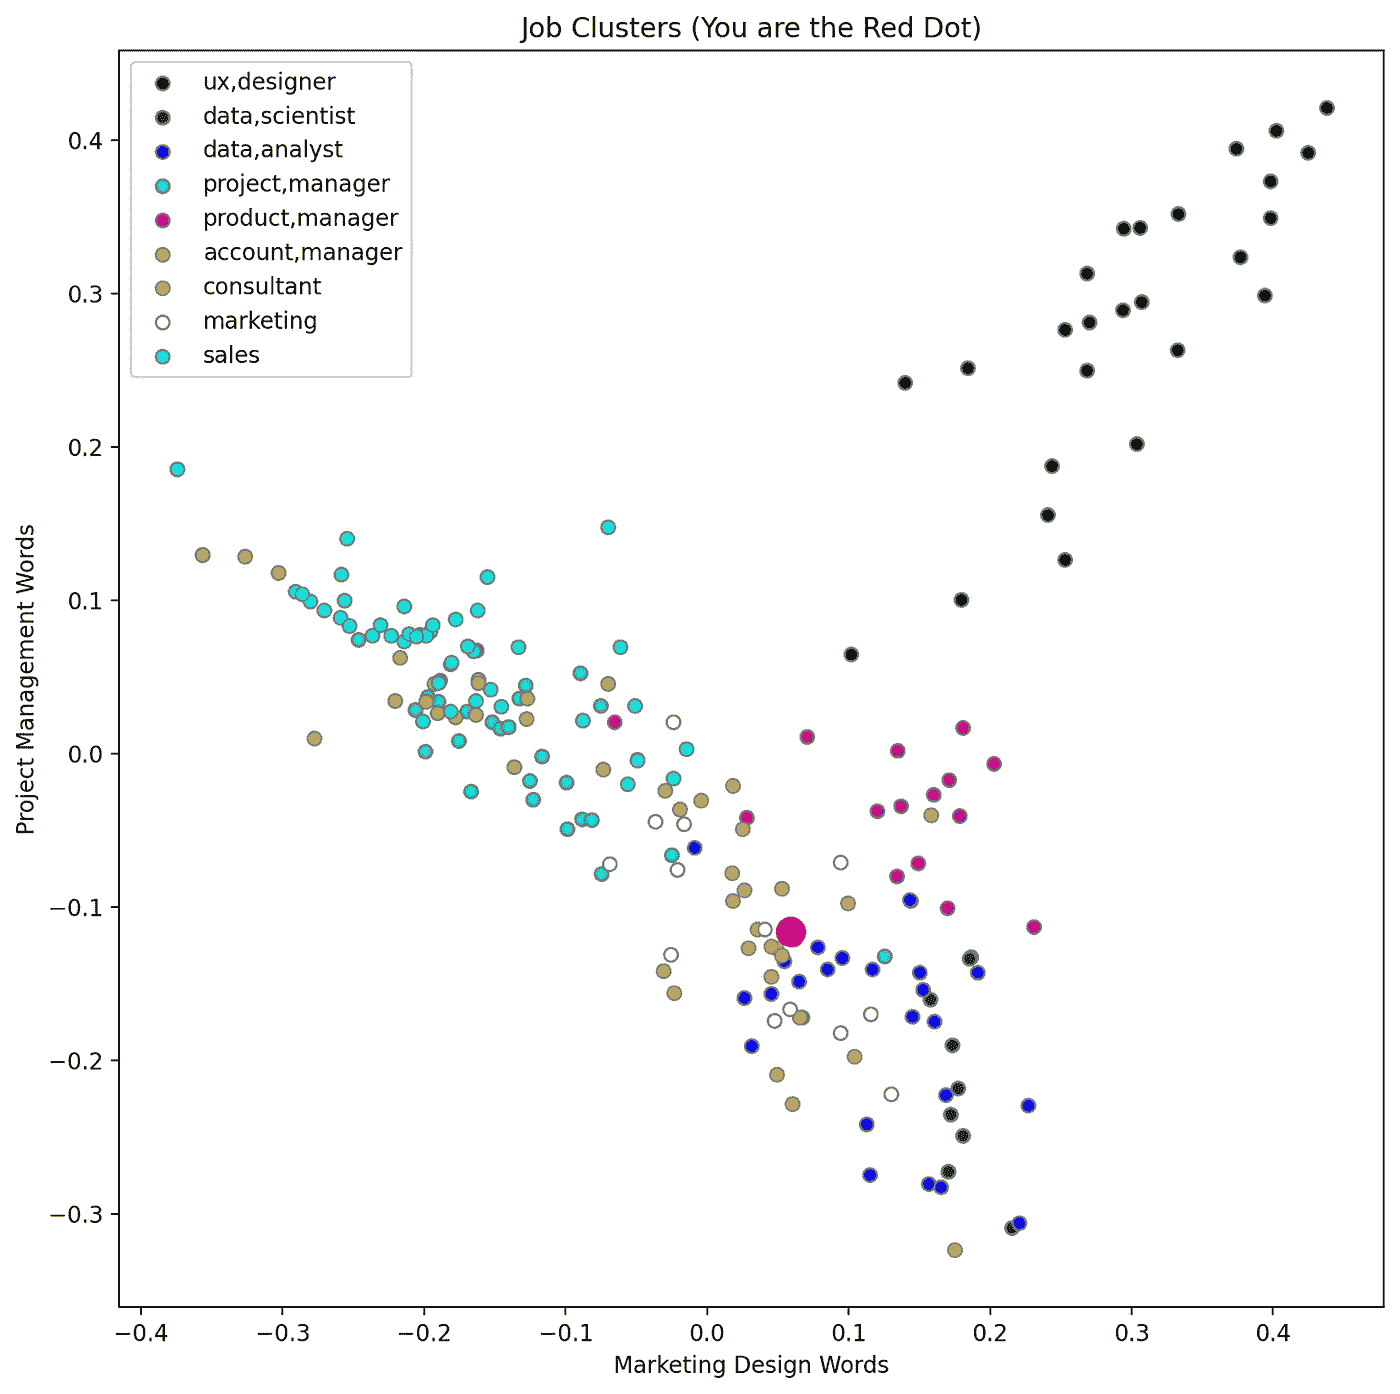 Job Clusters (You are the Red Dot)
ux,designer
data,scientist
data,analyst
project,manager
product,manager
account,manager
consultant
marketing
sales
Project Management Words
0.4
0.3
0.2
0.1
0.0
−0.1
−0.2
−0.3
−0.4 −0.3 −0.2 −0.1 0.0 0.1 0.2 0.3 0.4
Marketing Design Words